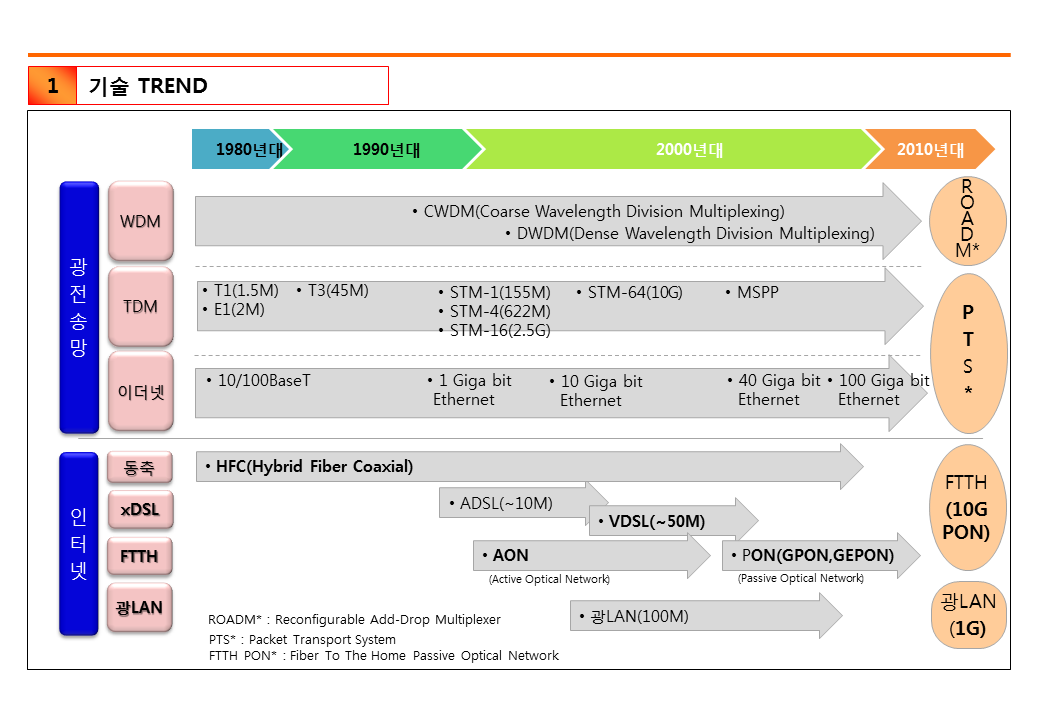 1 기술 TREND
1980년대 1990년대 2000년대 2010년대
광전송망
WDM
• CWDM(Coarse Wavelength Division Multiplexing)
• DWDM(Dense Wavelength Division Multiplexing)
ROADM*
TDM
• T1(1.5M)
• E1(2M)
• T3(45M)
• STM-1(155M)
• STM-4(622M)
• STM-16(2.5G)
• STM-64(10G)
• MSPP
PTS*
이더넷
• 10/100BaseT
• 1 Giga bit
Ethernet
• 10 Giga bit
Ethernet
• 40 Giga bit
Ethernet
• 100 Giga bit
Ethernet
인터넷
동축
• HFC(Hybrid Fiber Coaxial)
xDSL
• ADSL(~10M)
• VDSL(~50M)
FTTH
• AON
(Active Optical Network)
• PON(GPON,GEPON)
(Passive Optical Network)
FTTH
(10G
PON)
광LAN
• 광LAN(100M)
광LAN
(1G)
ROADM* : Reconfigurable Add-Drop Multiplexer
PTS* : Packet Transport System
FTTH PON* : Fiber To The Home Passive Optical Network